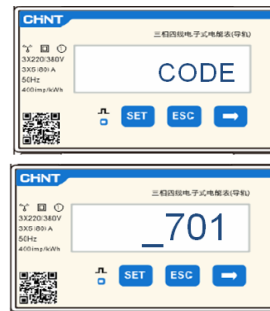 CHNT
三相四线电子式电能表(导轨)
3X220/380V
3X5(80)A
50Hz
400imp/kWh
CODE
SET
ESC
CHNT
三相四线电子式电能表(导轨)
3X220/380V
3X5(80)A
50Hz
400imp/kWh
_701
SET
ESC